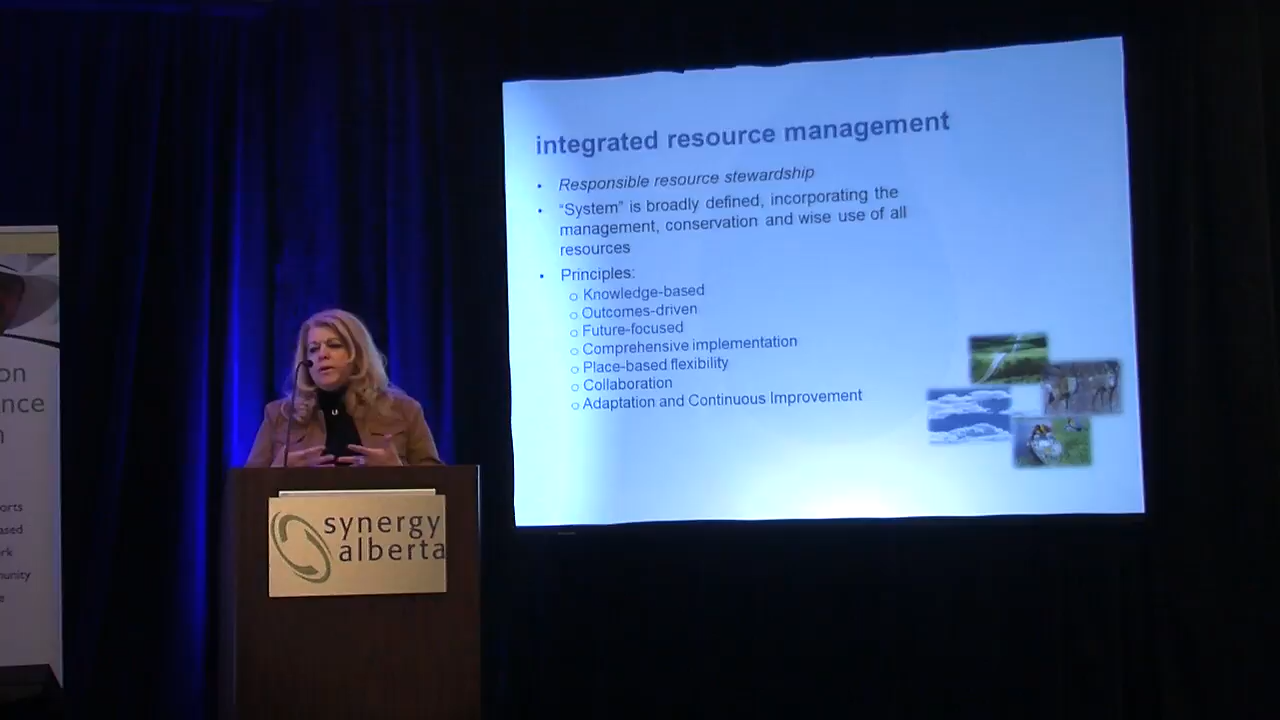 integrated resource management
• Responsible resource stewardship
• “System” is broadly defined, incorporating the
management, conservation and wise use of all
resources
• Principles:
o Knowledge-based
o Outcomes-driven
o Future-focused
o Comprehensive implementation
o Place-based flexibility
o Collaboration
o Adaptation and Continuous Improvement
synergy
alberta